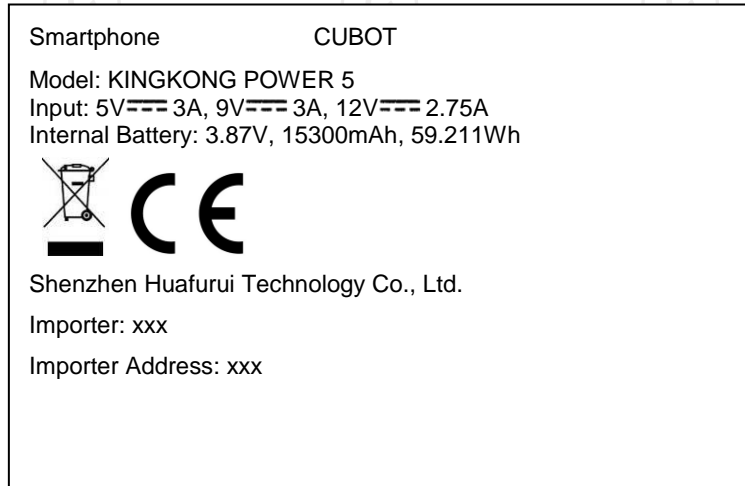 Smartphone CUBOT
Model: KINGKONG POWER 5
Input: 5V⎓3A, 9V⎓3A, 12V⎓2.75A
Internal Battery: 3.87V, 15300mAh, 59.211Wh
CE
Shenzhen Huafurui Technology Co., Ltd.
Importer: xxx
Importer Address: xxx